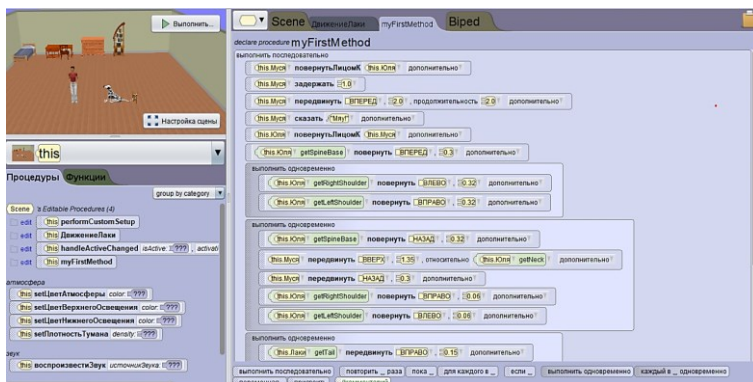 Выполнить...
Настройка сцены
this
Процедуры Функции
group by category
Scene 's Editable Procedures (4)
edit this performCustomSetup
edit this ДвижениеЛаки
edit this handleActiveChanged isActive: ???
edit this myFirstMethod
атмосфера
this setЦветАтмосферы color: ???
this setЦветВерхнегоОсвещения color: ???
this setЦветНижнегоОсвещения color: ???
this setПлотностьТумана density: ???
звук
this воспроизвестиЗвук источникЗвука: ???
Scene ДвижениеЛаки myFirstMethod Biped
declare procedure myFirstMethod
выполнить последовательно
this.Муся повернутьЛицомК this.Юля дополнительно
this.Муся задержать 1.0 дополнительно
this.Муся передвинуть ВПЕРЕД, 2.0, продолжительность 2.0 дополнительно
this.Муся сказать "Мяу!" дополнительно
this.Юля повернутьЛицомК this.Муся дополнительно
this.Юля getSpineBase повернуть ВПЕРЕД, 0.3 дополнительно
выполнить одновременно
this.Юля getRightShoulder повернуть ВЛЕВО, 0.32 дополнительно
this.Юля getLeftShoulder повернуть ВПРАВО, 0.32 дополнительно
выполнить одновременно
this.Юля getSpineBase повернуть НАЗАД, 0.32 дополнительно
this.Муся передвинуть ВВЕРХ, 1.35, относительно this.Юля getNeck дополнительно
this.Муся передвинуть НАЗАД, 0.3 дополнительно
this.Юля getRightShoulder повернуть ВПРАВО, 0.06 дополнительно
this.Юля getLeftShoulder повернуть ВЛЕВО, 0.06 дополнительно
выполнить одновременно
this.Лаки getTail передвинуть ВПРАВО, 0.15 дополнительно
выполнить последовательно повторить _ раза пока _ для каждого в _ если _ выполнить одновременно каждый в _ одновременно